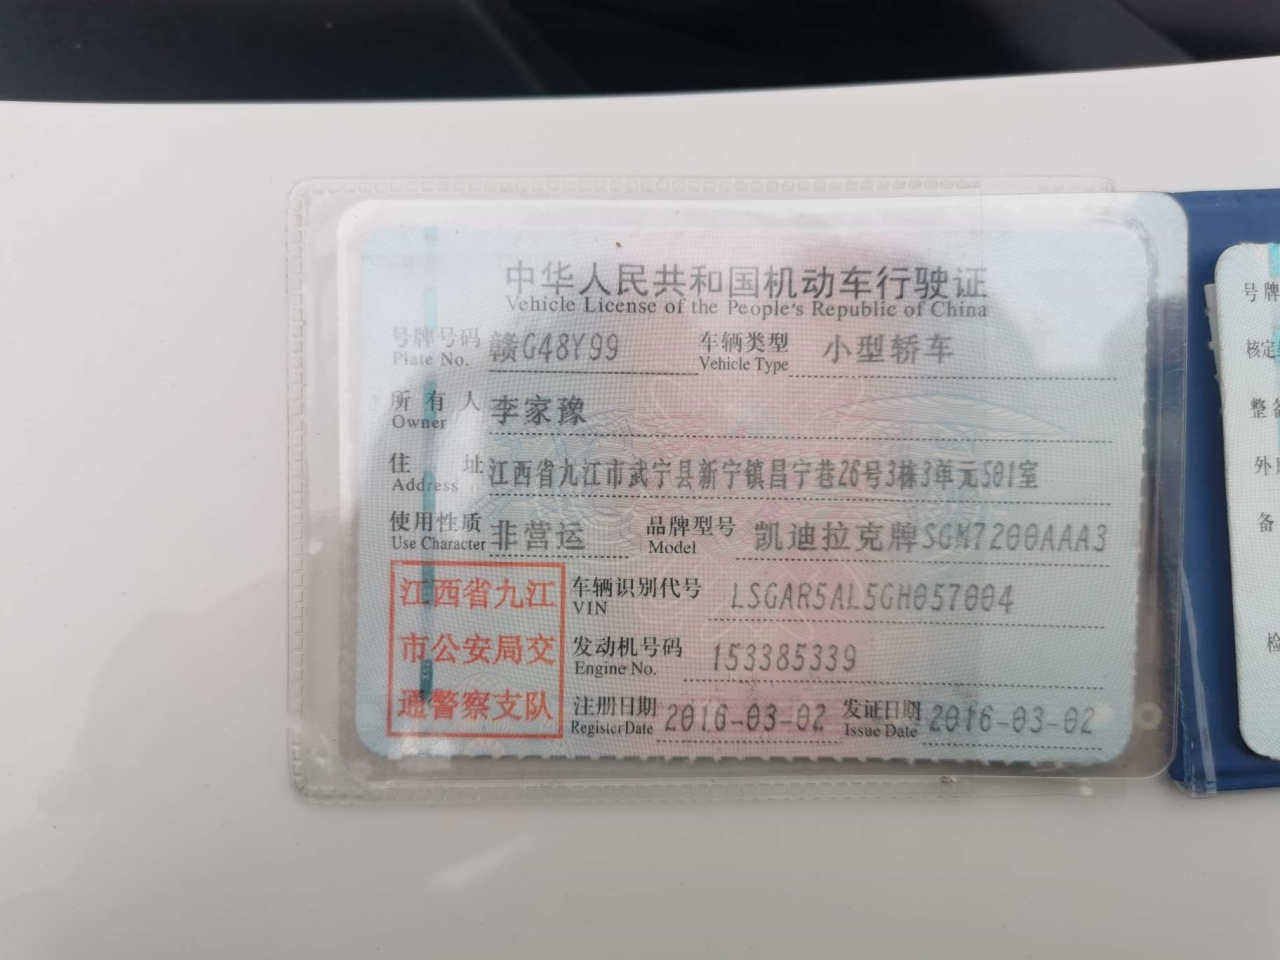 中华人民共和国机动车行驶证
Vehicle License of the People's Republic of China
号牌号码 赣G48Y99 车辆类型 小型轿车
Plate No. Vehicle Type
所有人 李家豫
Owner
住址 江西省九江市武宁县新宁镇昌宁巷26号3栋3单元501室
Address
使用性质 非营运 品牌型号 凯迪拉克牌SGM7200AAA3
Use Character Model
江西省九江
市公安局交
通警察支队
车辆识别代号 LSGAR5AL5GH057004
VIN
发动机号码 153385339
Engine No.
注册日期 2016-03-02 发证日期 2016-03-02
Register Date Issue Date
号牌
核定
整备
外
备
检